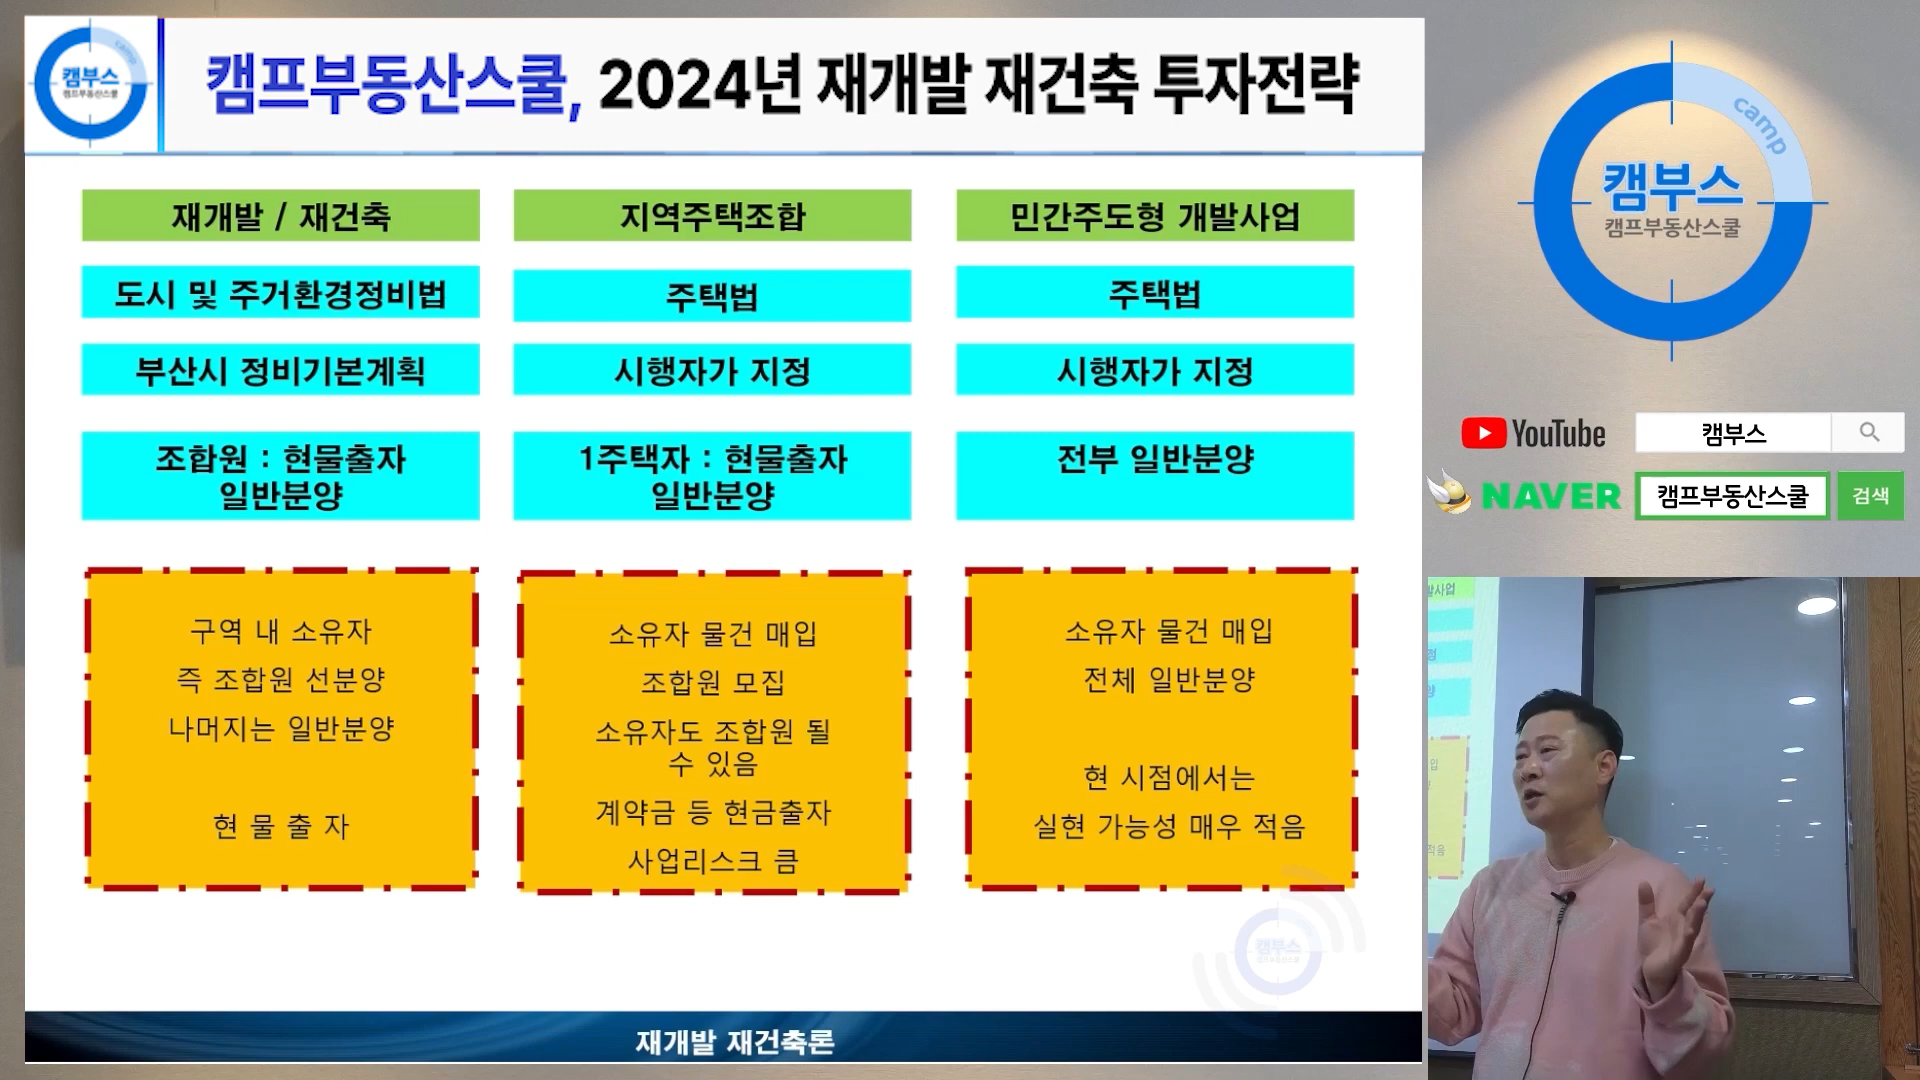 캠부스
캠프부동산스쿨
캠프부동산스쿨, 2024년 재개발 재건축 투자전략
재개발 / 재건축
도시 및 주거환경정비법
부산시 정비기본계획
조합원 : 현물출자
일반분양
구역 내 소유자
즉 조합원 선분양
나머지는 일반분양
현 물 출 자
지역주택조합
주택법
시행자가 지정
1주택자 : 현물출자
일반분양
소유자 물건 매입
조합원 모집
소유자도 조합원 될
수 있음
계약금 등 현금출자
사업리스크 큼
민간주도형 개발사업
주택법
시행자가 지정
전부 일반분양
소유자 물건 매입
전체 일반분양
현 시점에서는
실현 가능성 매우 적음
캠부스
재개발 재건축론
camp
캠부스
캠프부동산스쿨
YouTube 캠부스
NAVER 캠프부동산스쿨 검색
발사업
적음